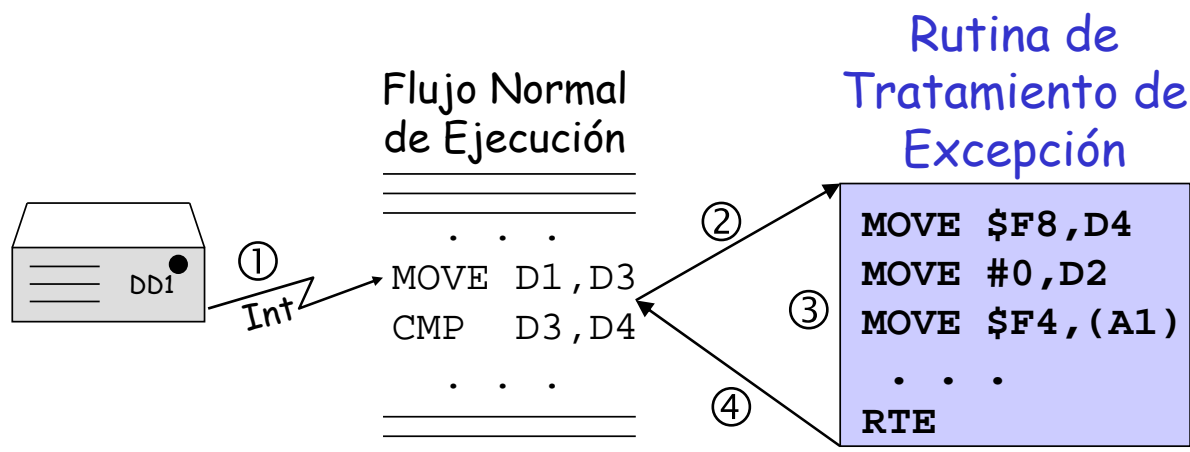 Rutina de
Tratamiento de
Excepción
Flujo Normal
de Ejecución
DD1
①
Int
. . .
MOVE D1,D3
CMP D3,D4
. . .
②
③
④
MOVE $F8,D4
MOVE #0,D2
MOVE $F4,(A1)
. . .
RTE